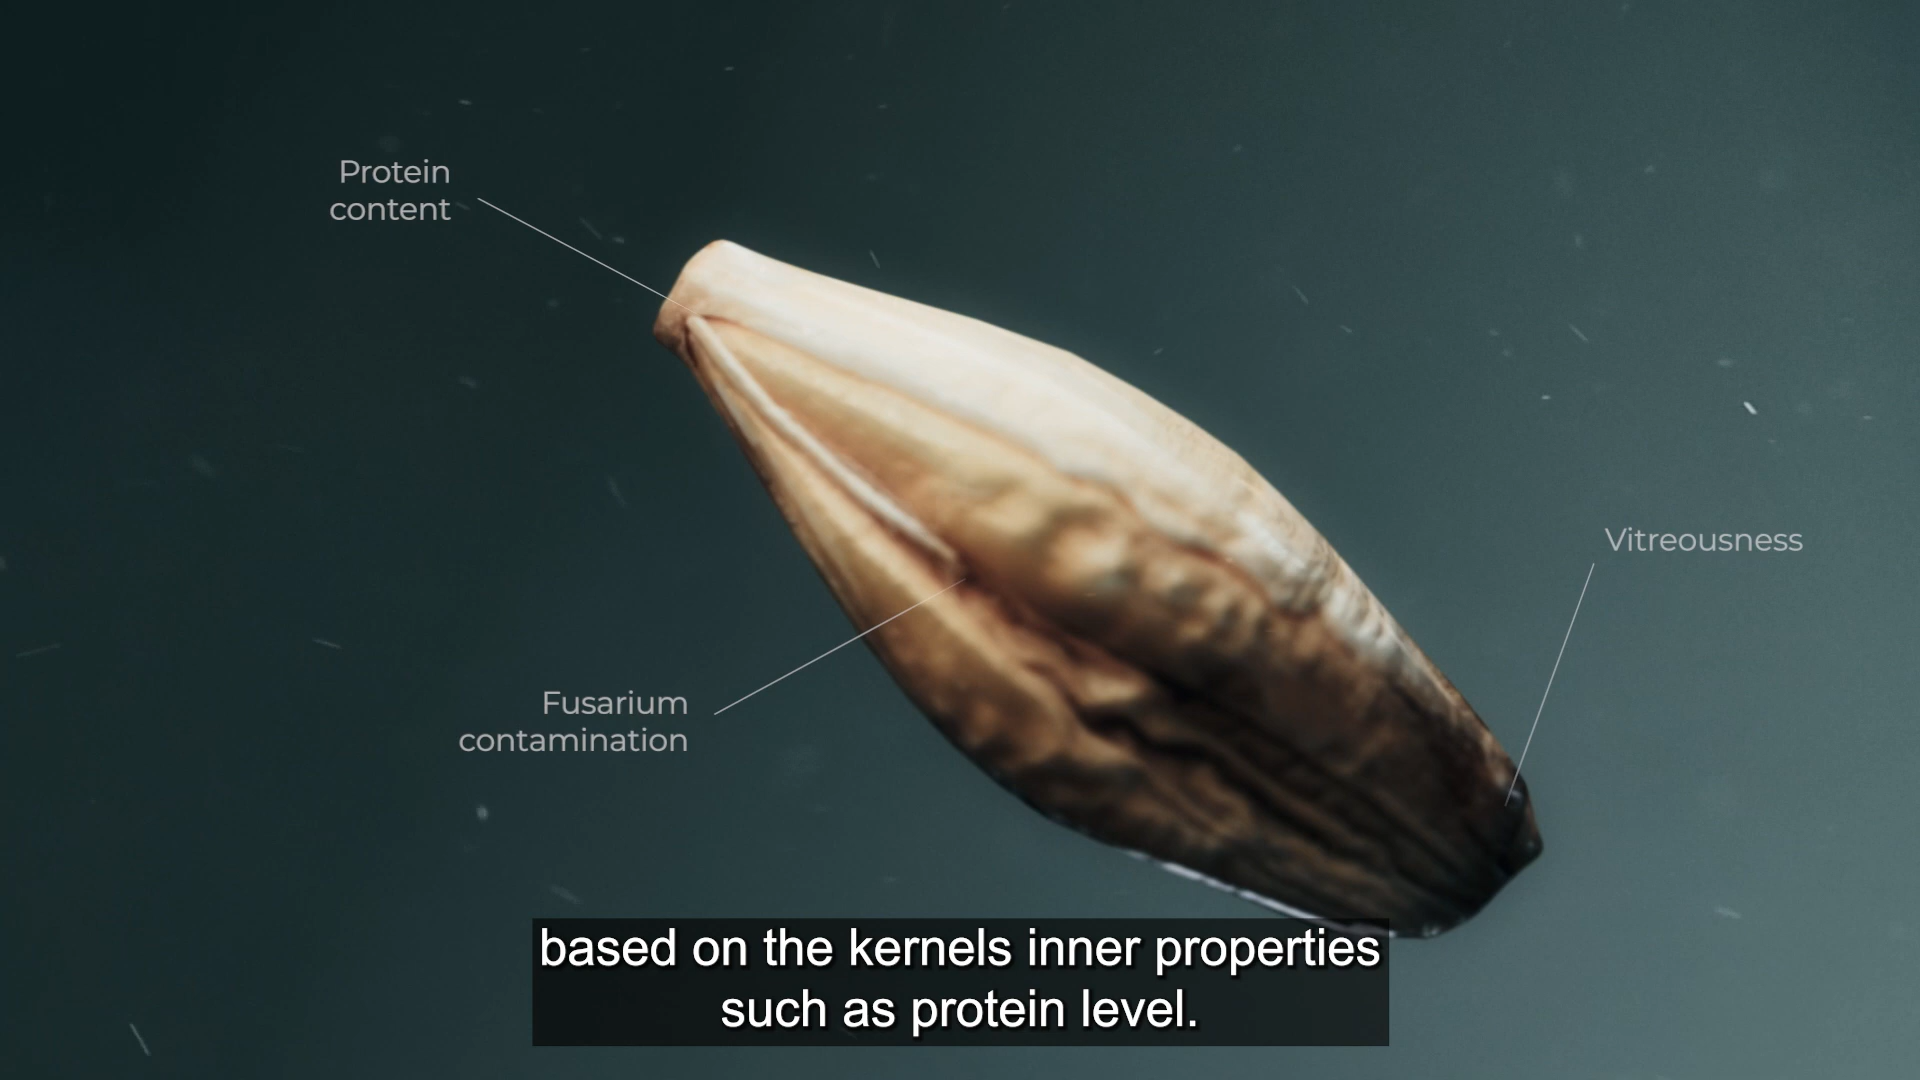 Protein
content
Vitreousness
Fusarium
contamination
based on the kernels inner properties
such as protein level.